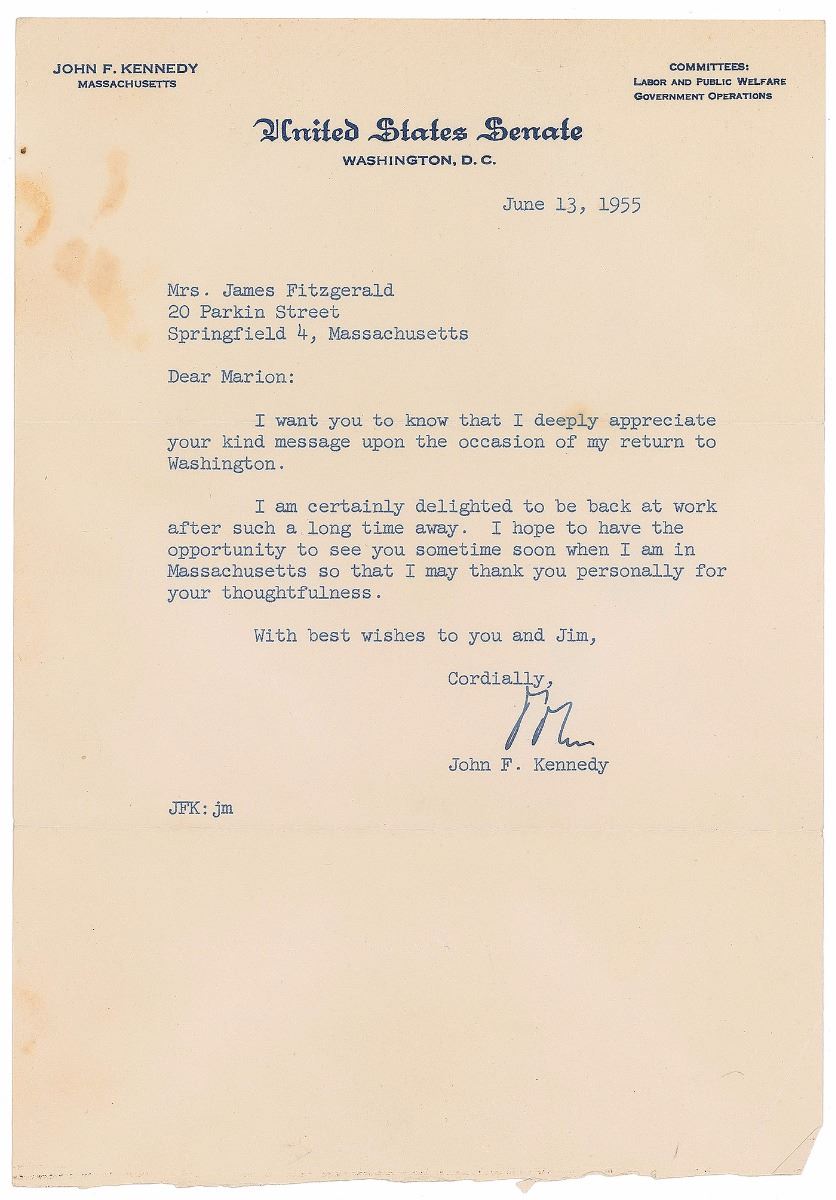 JOHN F. KENNEDY
MASSACHUSETTS
COMMITTEES:
LABOR AND PUBLIC WELFARE
GOVERNMENT OPERATIONS
United States Senate
WASHINGTON, D. C.
June 13, 1955
Mrs. James Fitzgerald
20 Parkin Street
Springfield 4, Massachusetts
Dear Marion:
I want you to know that I deeply appreciate
your kind message upon the occasion of my return to
Washington.
I am certainly delighted to be back at work
after such a long time away. I hope to have the
opportunity to see you sometime soon when I am in
Massachusetts so that I may thank you personally for
your thoughtfulness.
With best wishes to you and Jim,
Cordially,
John
John F. Kennedy
JFK:jm